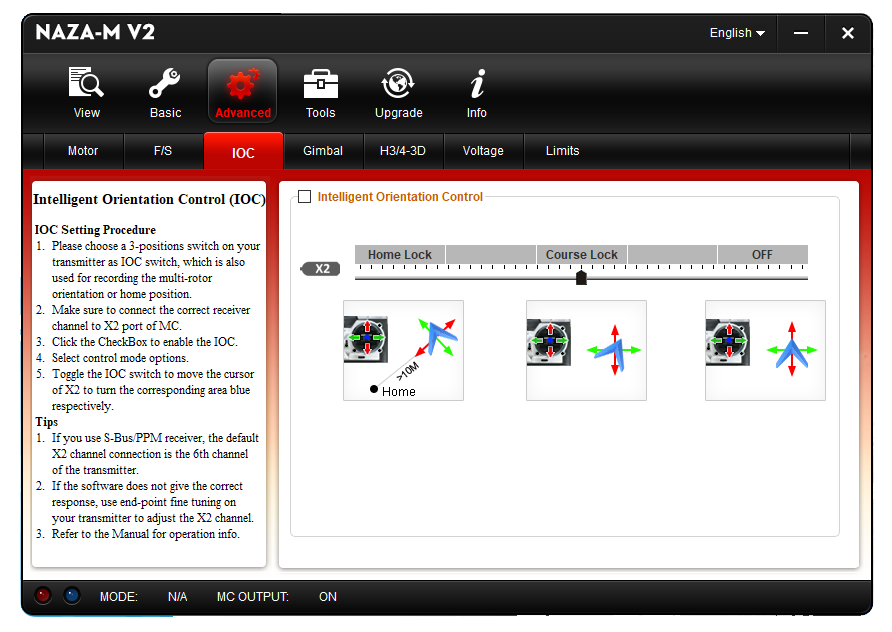 NAZA-M V2
English
View
Basic
Advanced
Tools
Upgrade
Info
Motor
F/S
IOC
Gimbal
H3/4-3D
Voltage
Limits
Intelligent Orientation Control (IOC)
IOC Setting Procedure
1. Please choose a 3-positions switch on your
transmitter as IOC switch, which is also
used for recording the multi-rotor
orientation or home position.
2. Make sure to connect the correct receiver
channel to X2 port of MC.
3. Click the CheckBox to enable the IOC.
4. Select control mode options.
5. Toggle the IOC switch to move the cursor
of X2 to turn the corresponding area blue
respectively.
Tips
1. If you use S-Bus/PPM receiver, the default
X2 channel connection is the 6th channel
of the transmitter.
2. If the software does not give the correct
response, use end-point fine tuning on
your transmitter to adjust the X2 channel.
3. Refer to the Manual for operation info.
Intelligent Orientation Control
Home Lock
Course Lock
OFF
X2
>10M
Home
MODE:
N/A
MC OUTPUT:
ON